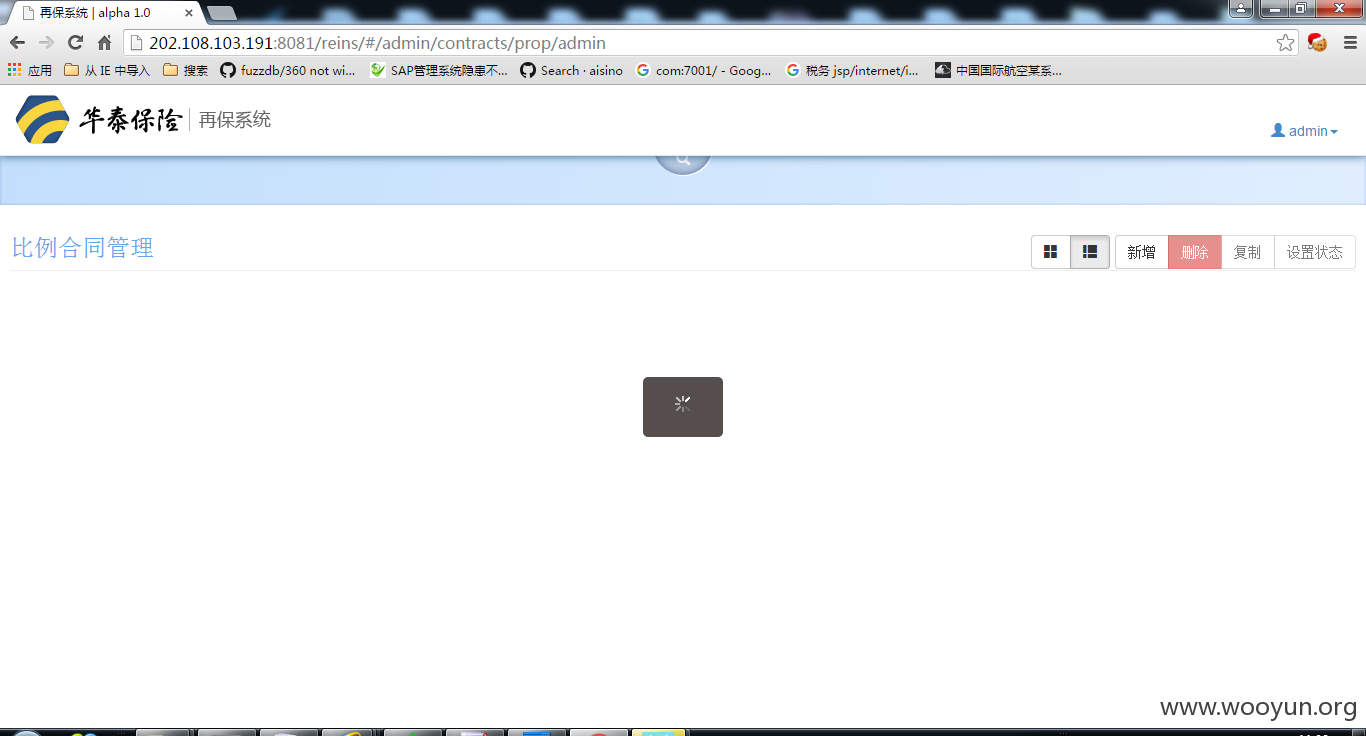 再保系统 | alpha 1.0
202.108.103.191:8081/reins/#/admin/contracts/prop/admin
应用 从 IE 中导入 搜索 fuzzdb/360 not wi... SAP管理系统隐患不... Search · aisino com:7001/ - Goog... 税务 jsp/internet/i... 中国国际航空某系...
华泰保险 再保系统
admin
比例合同管理
新增 删除 复制 设置状态
www.wooyun.org